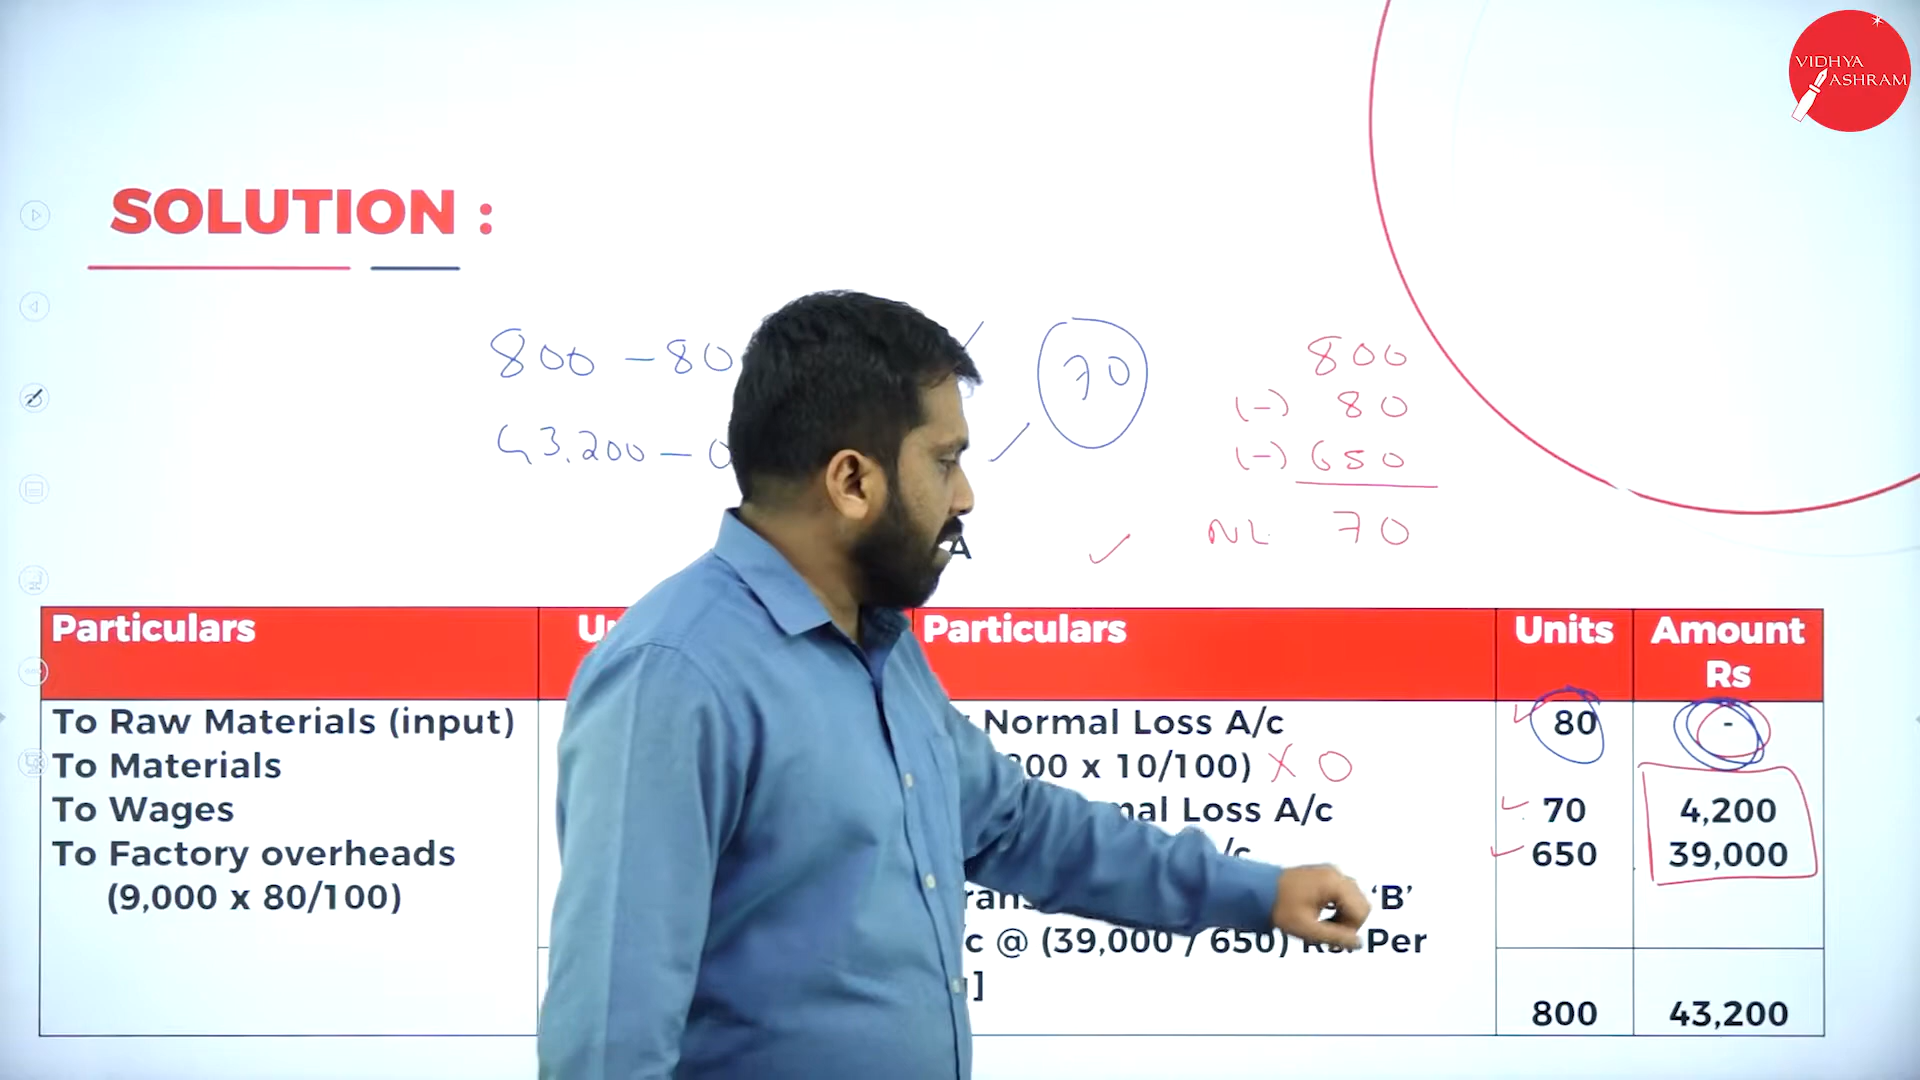 VIDHYA
ASHRAM
SOLUTION :
800 - 80
43.200 - 0
70
800
(-) 80
(-) 650
NL 70
A
Particulars
Particulars
Units
Amount
Rs
To Raw Materials (input)
Normal Loss A/c
80
-
To Materials
x 10/100) X 0
To Wages
Loss A/c
70
4,200
To Factory overheads
650
39,000
(9,000 x 80/100)
'B'
@ (39,000 / 650) Rs. Per
800
43,200